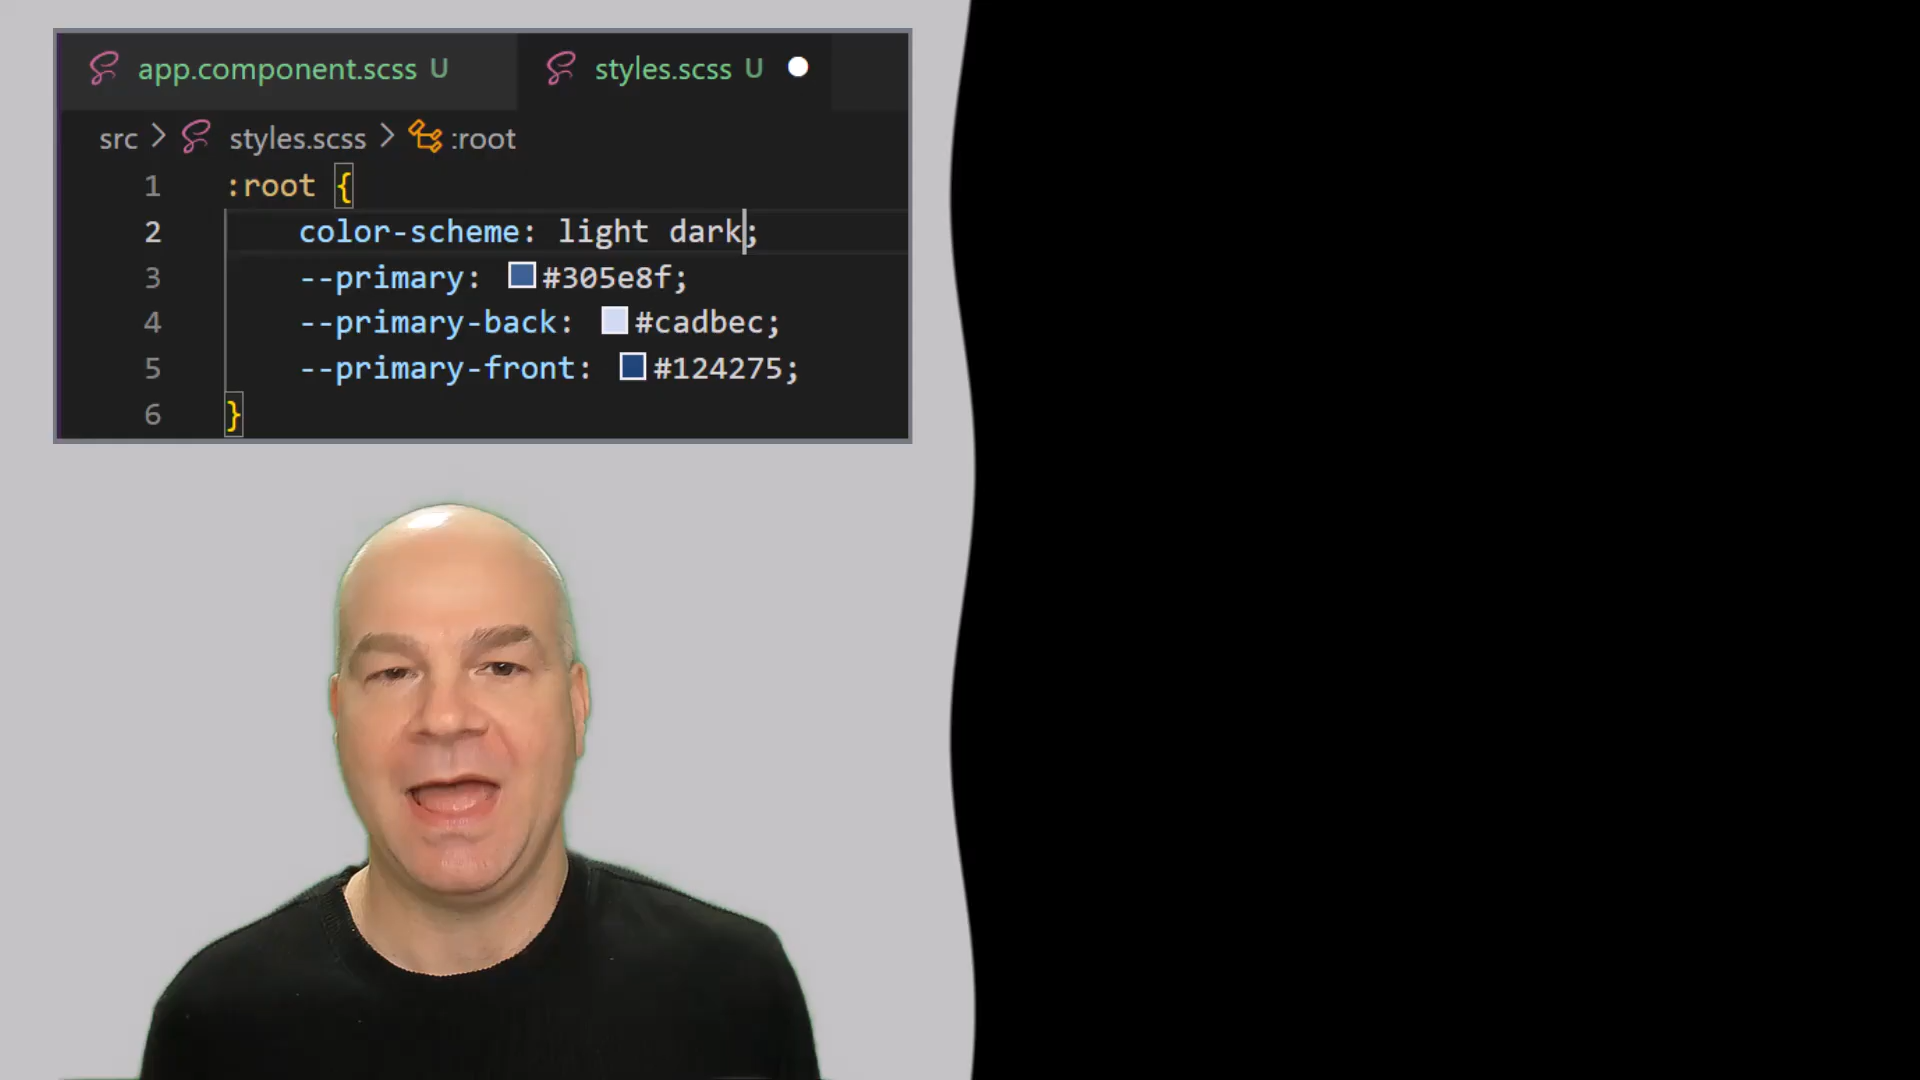 app.component.scss U styles.scss U
src > styles.scss > :root
1 :root {
2 color-scheme: light dark;
3 --primary: #305e8f;
4 --primary-back: #cadbec;
5 --primary-front: #124275;
6 }